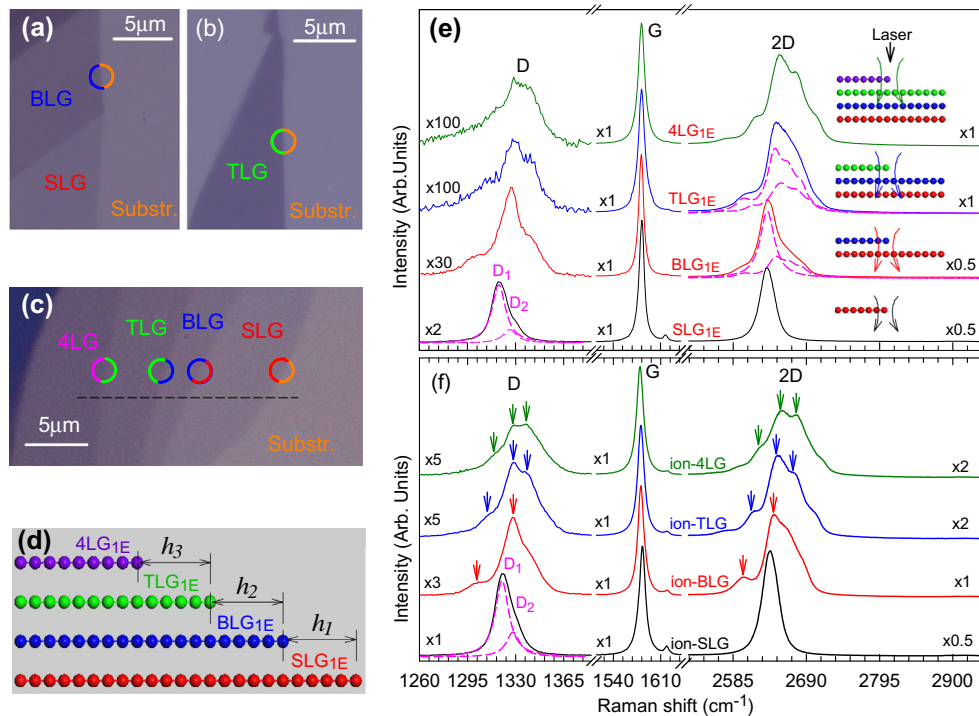 (a)
5μm
BLG
SLG
Substr.
(b)
5μm
TLG
Substr.
(c)
4LG
TLG
BLG
SLG
5μm
Substr.
(d)
4LG1E
h3
TLG1E
h2
BLG1E
h1
SLG1E
(e)
D
G
2D
Laser
x100
x1
4LG1E
x1
x100
x1
TLG1E
x1
x30
x1
BLG1E
x0.5
D1
D2
x2
x1
SLG1E
x0.5
Intensity (Arb.Units)
(f)
D
G
2D
x5
x1
ion-4LG
x2
x5
x1
ion-TLG
x2
x3
x1
ion-BLG
x1
D1
D2
x1
x1
ion-SLG
x0.5
Intensity (Arb. Units)
1260 1295 1330 1365 1540 1610 2585 2690 2795 2900
Raman shift (cm-1)